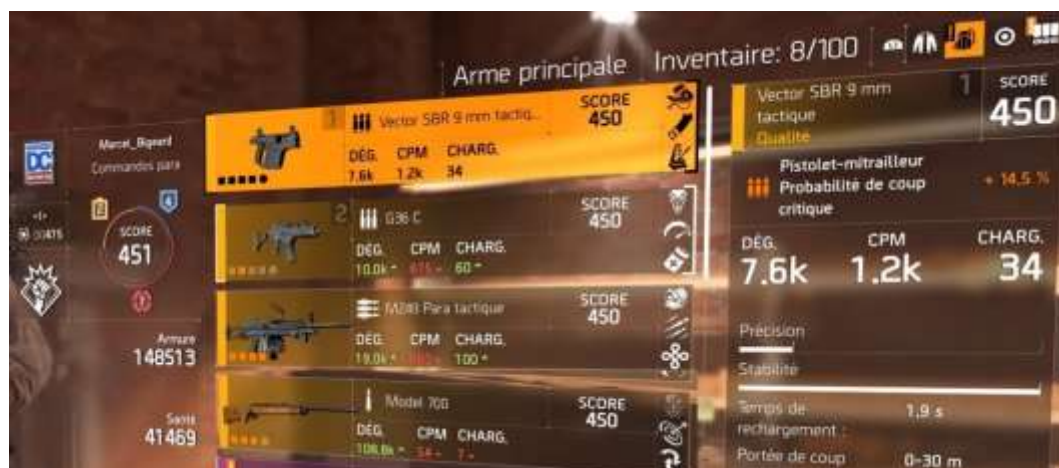 Arme principale
Inventaire: 8/100
DC
Marcel_Bigeard
Commandos para
2
4
SCORE
451
Armure
148513
Santé
41469
1
Vector SBR 9 mm tactiq...
SCORE
450
DÉG. CPM CHARG.
7.6k 1.2k 34
2
G36 C
SCORE
450
DÉG. CPM CHARG.
10.0k 60
M249 Para tactique
SCORE
450
DÉG. CPM CHARG.
19.0k 100
Model 700
SCORE
450
DÉG. CPM CHARG.
54 7
Vector SBR 9 mm
tactique
Qualité
1
SCORE
450
Pistolet-mitrailleur
Probabilité de coup
critique
+ 14,5 %
DÉG. CPM CHARG.
7.6k 1.2k 34
Précision
Stabilité
Temps de
rechargement :
1,9 s
Portée de coup
0-30 m